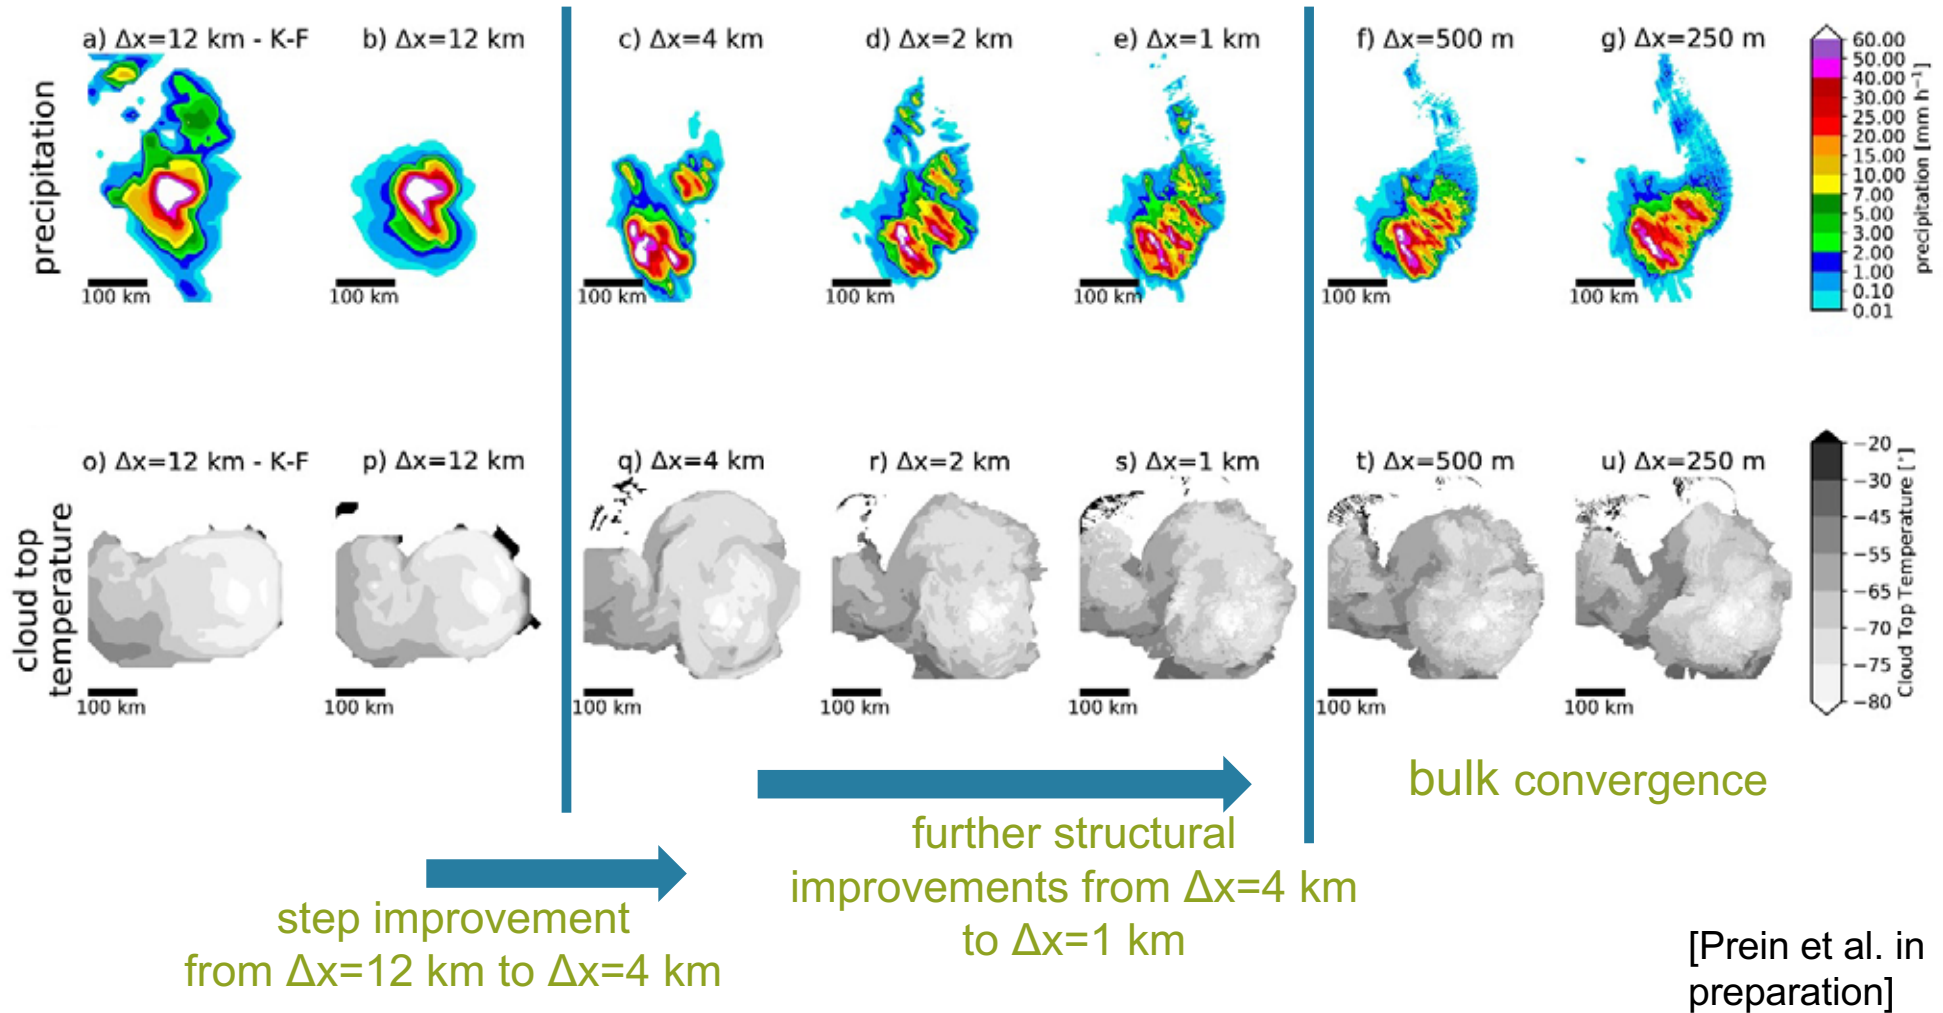 a) Δx=12 km - K-F
b) Δx=12 km
c) Δx=4 km
d) Δx=2 km
e) Δx=1 km
f) Δx=500 m
g) Δx=250 m
precipitation
100 km
100 km
100 km
100 km
100 km
100 km
100 km
60.00
50.00
40.00
30.00
20.00
15.00
10.00
7.00
5.00
3.00
2.00
1.00
0.10
0.01
precipitation [mm h⁻¹]
o) Δx=12 km - K-F
p) Δx=12 km
q) Δx=4 km
r) Δx=2 km
s) Δx=1 km
t) Δx=500 m
u) Δx=250 m
cloud top
temperature
100 km
100 km
100 km
100 km
100 km
100 km
100 km
−20
−30
−45
−55
−65
−70
−75
−80
Cloud Top Temperature [°]
bulk convergence
further structural
improvements from Δx=4 km
to Δx=1 km
step improvement
from Δx=12 km to Δx=4 km
[Prein et al. in
preparation]